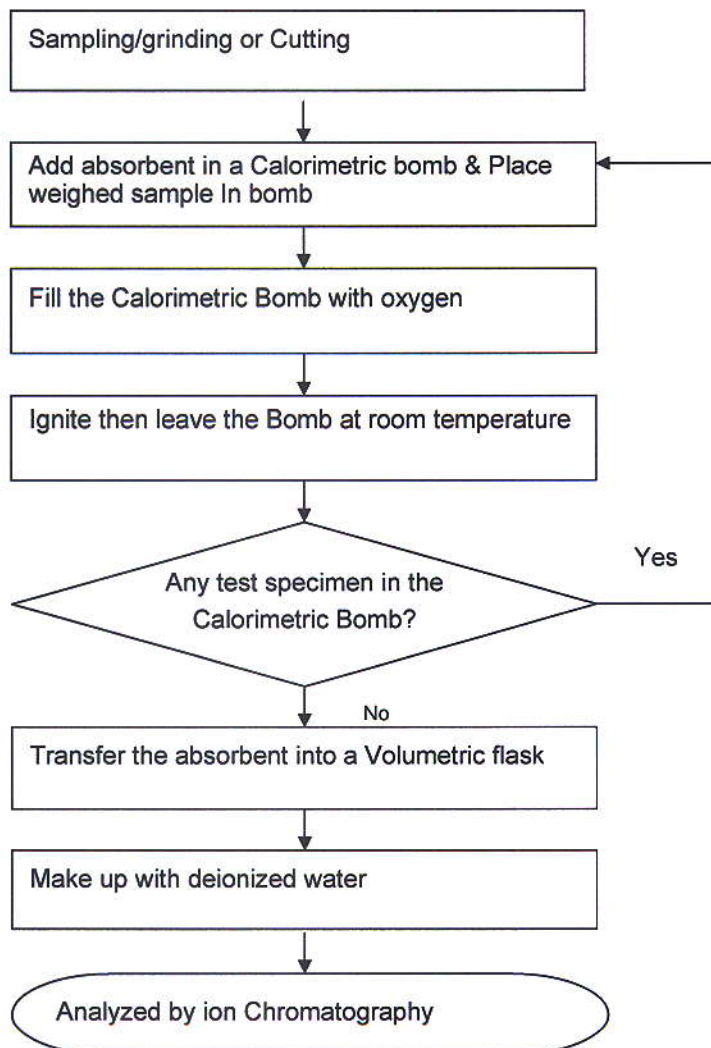 Sampling/grinding or Cutting
Add absorbent in a Calorimetric bomb & Place
weighed sample In bomb
Fill the Calorimetric Bomb with oxygen
Ignite then leave the Bomb at room temperature
Any test specimen in the
Calorimetric Bomb?
Yes
No
Transfer the absorbent into a Volumetric flask
Make up with deionized water
Analyzed by ion Chromatography